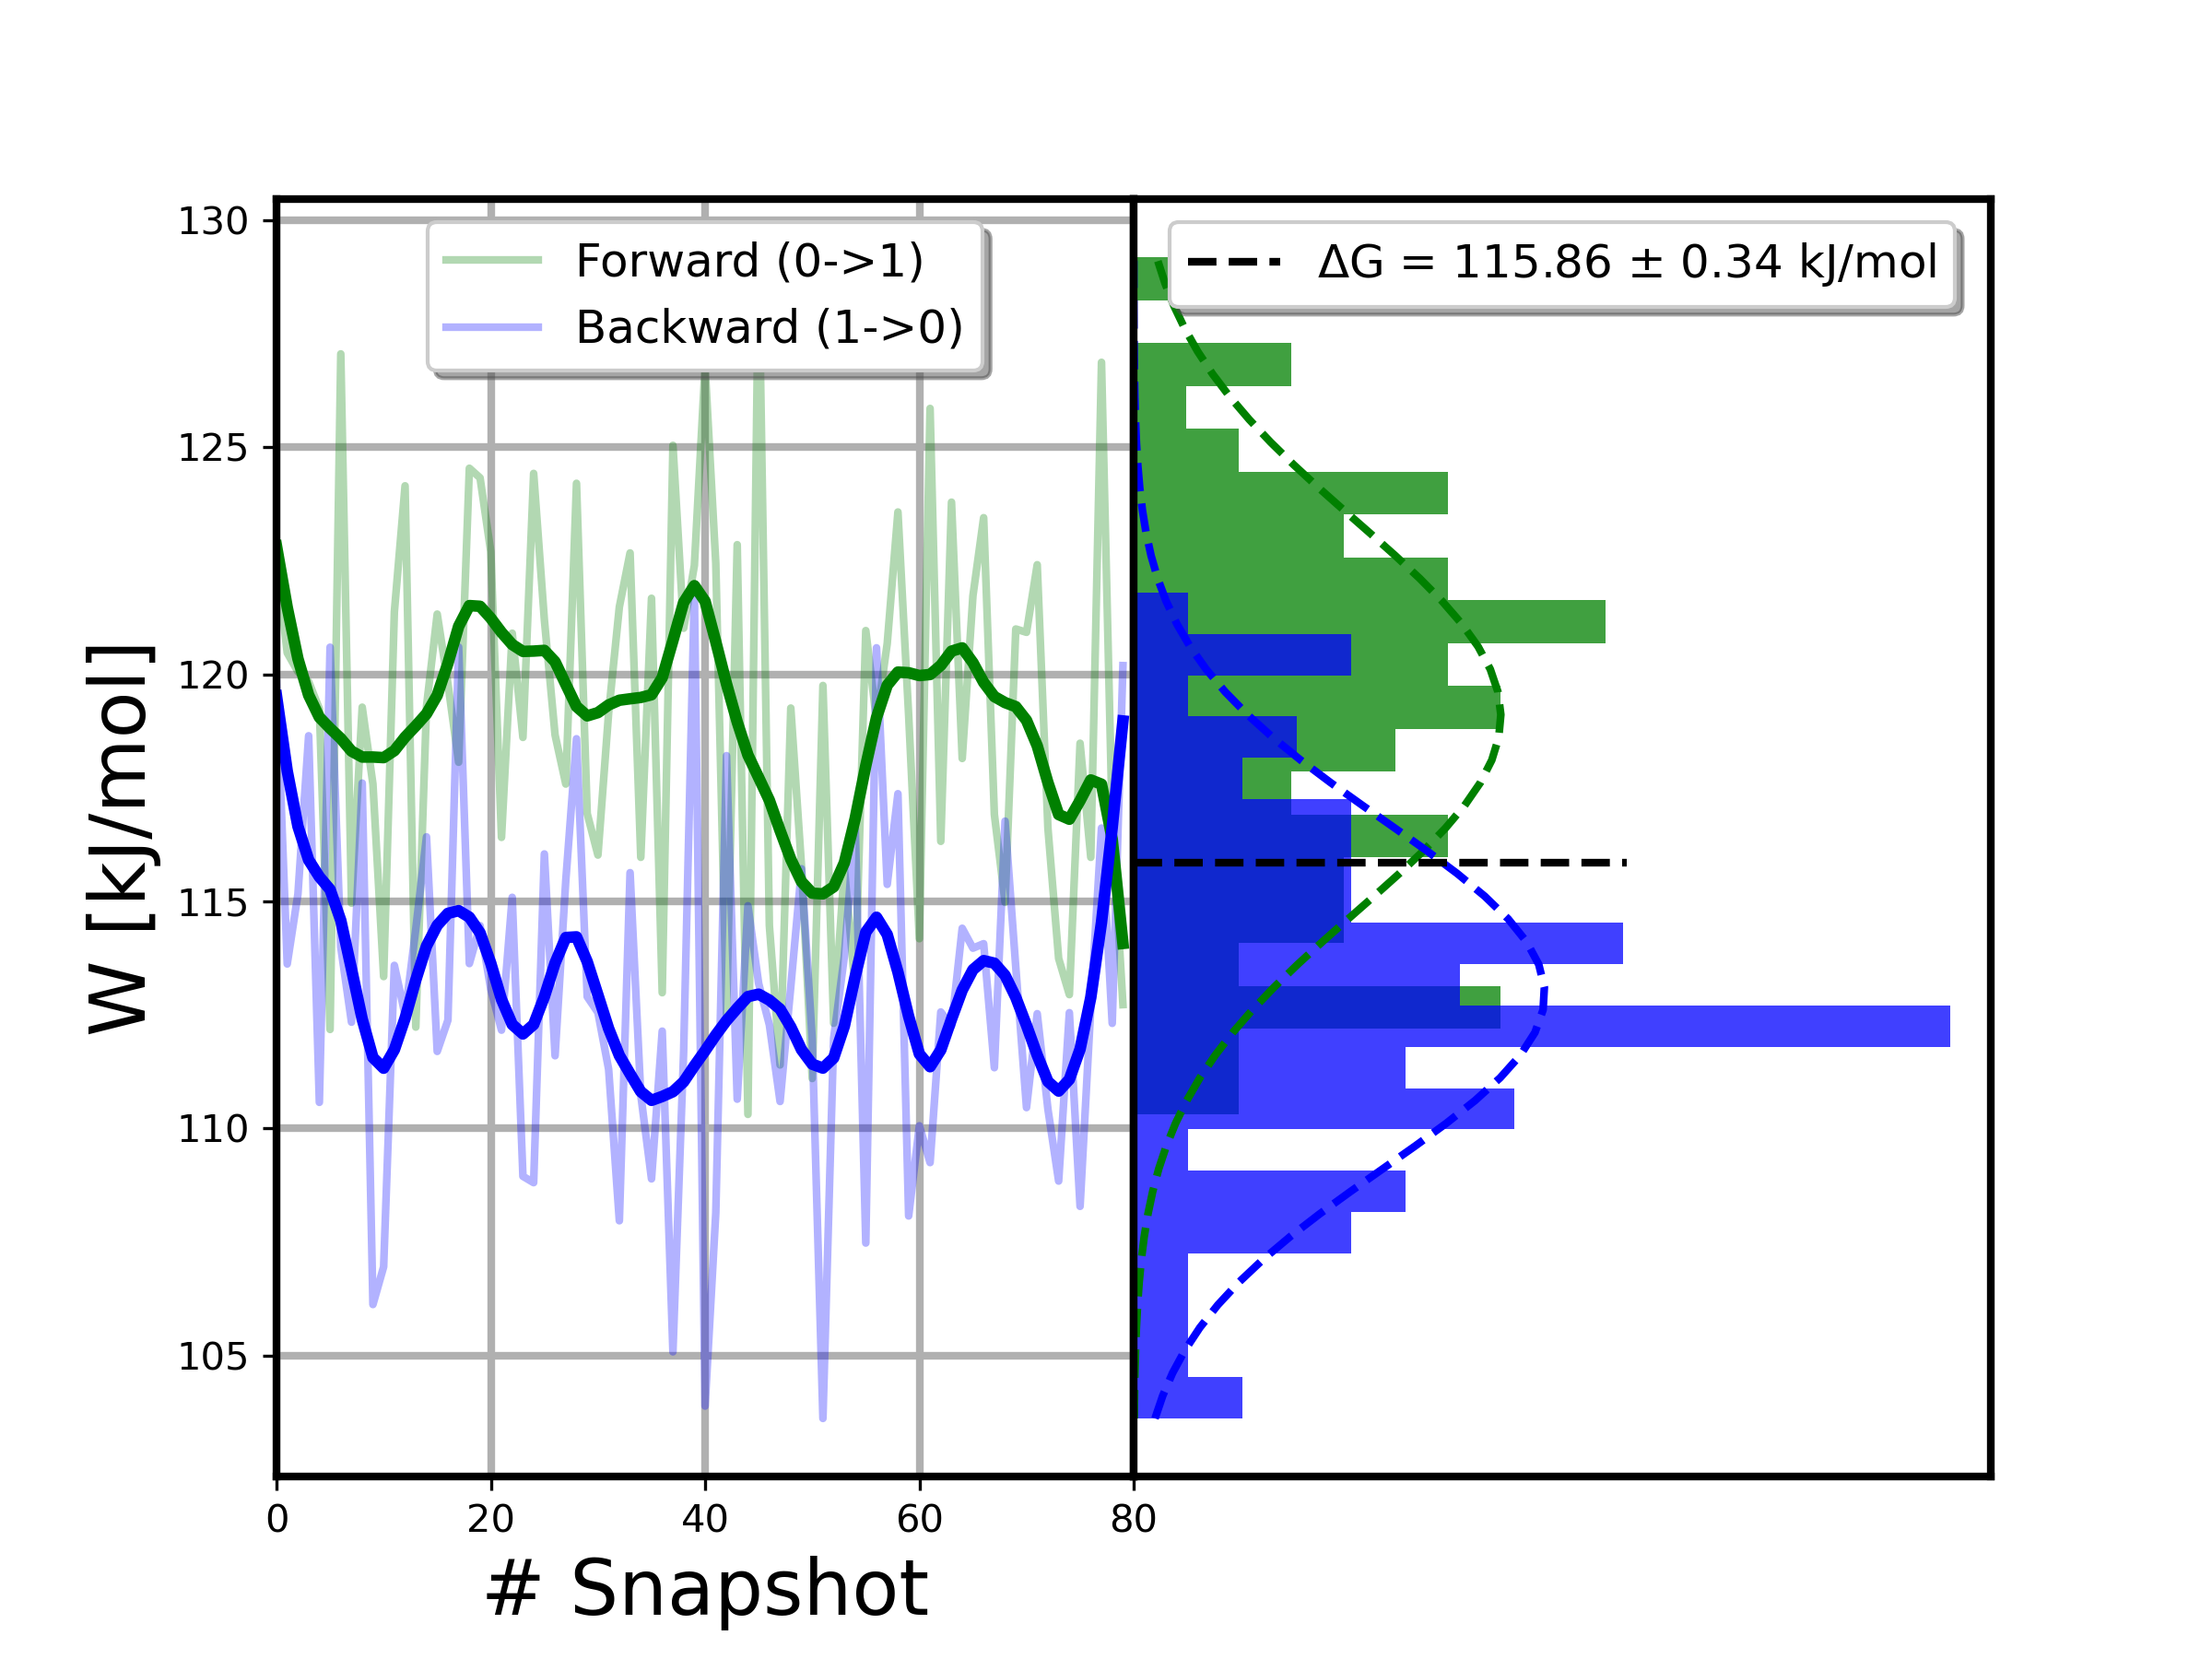 Forward (0->1)
Backward (1->0)
ΔG = 115.86 ± 0.34 kJ/mol
W [kJ/mol]
130
125
120
115
110
105
0
20
40
60
80
# Snapshot